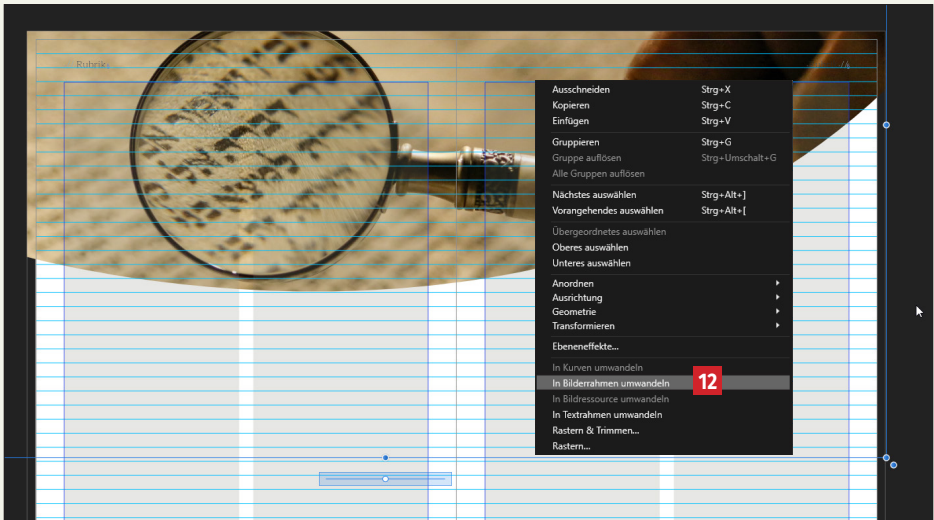 Rubrik
Ausschneiden Strg+X
Kopieren Strg+C
Einfügen Strg+V
Gruppieren Strg+G
Gruppe auflösen Strg+Umschalt+G
Alle Gruppen auflösen
Nächstes auswählen Strg+Alt+]
Vorangehendes auswählen Strg+Alt+[
Übergeordnetes auswählen
Oberes auswählen
Unteres auswählen
Anordnen
Ausrichtung
Geometrie
Transformieren
Ebeneneffekte...
In Kurven umwandeln
In Bilderrahmen umwandeln 12
In Bildressource umwandeln
In Textrahmen umwandeln
Rastern & Trimmen...
Rastern...